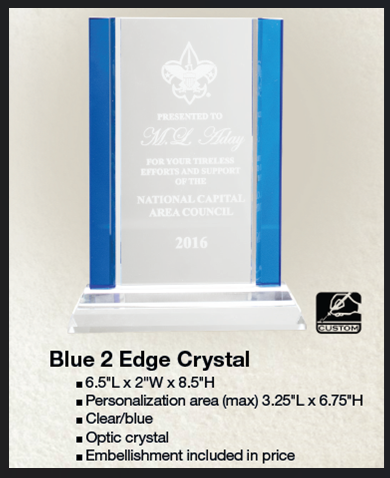 PRESENTED TO
M.L. Aday
FOR YOUR TIRELESS
EFFORTS AND SUPPORT
OF THE
NATIONAL CAPITAL
AREA COUNCIL
2016
CUSTOM
Blue 2 Edge Crystal
▪ 6.5"L x 2"W x 8.5"H
▪ Personalization area (max) 3.25"L x 6.75"H
▪ Clear/blue
▪ Optic crystal
▪ Embellishment included in price